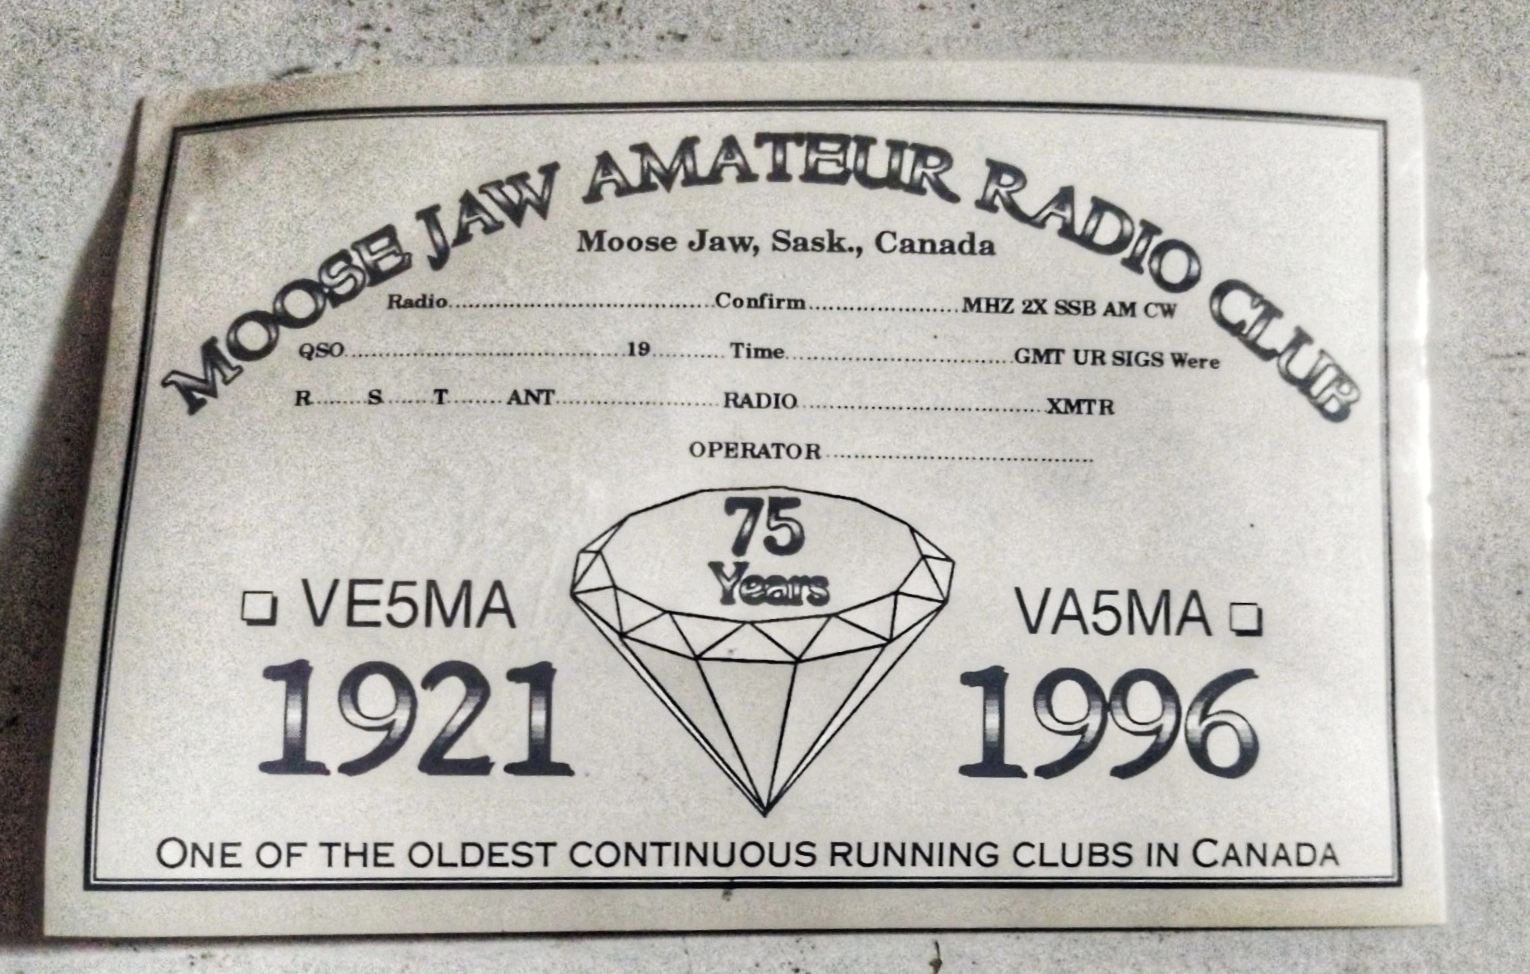 MOOSE JAW AMATEUR RADIO CLUB
Moose Jaw, Sask., Canada
Radio..............................Confirm......................MHZ 2X SSB AM CW
QSO................................19.........Time..........................GMT UR SIGS Were
R.......S......T.......ANT...................RADIO............................XMTR
OPERATOR...............................
75
Years
VE5MA
VA5MA
1921
1996
ONE OF THE OLDEST CONTINUOUS RUNNING CLUBS IN CANADA